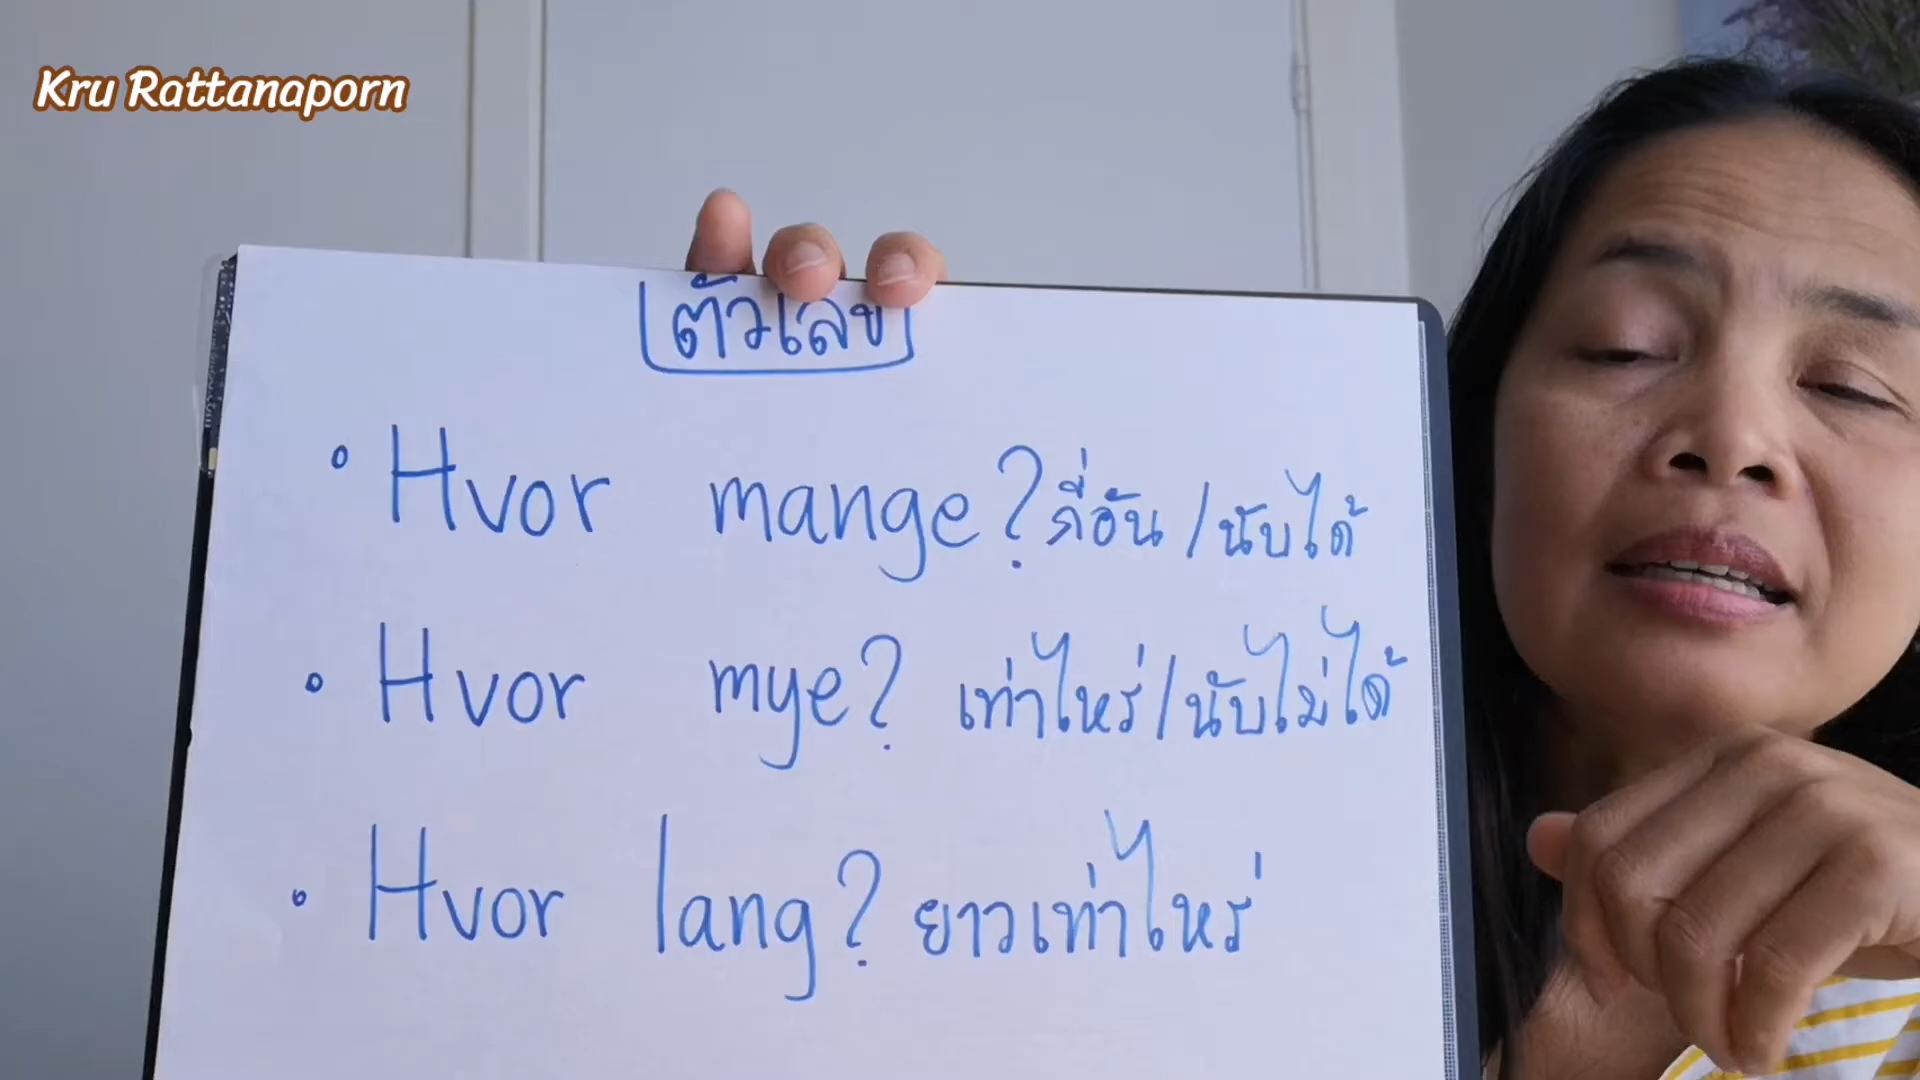 Kru Rattanaporn
ตัวเลข
• Hvor mange? กี่อัน / นับได้
• Hvor mye? เท่าไหร่ / นับไม่ได้
• Hvor lang? ยาวเท่าไหร่